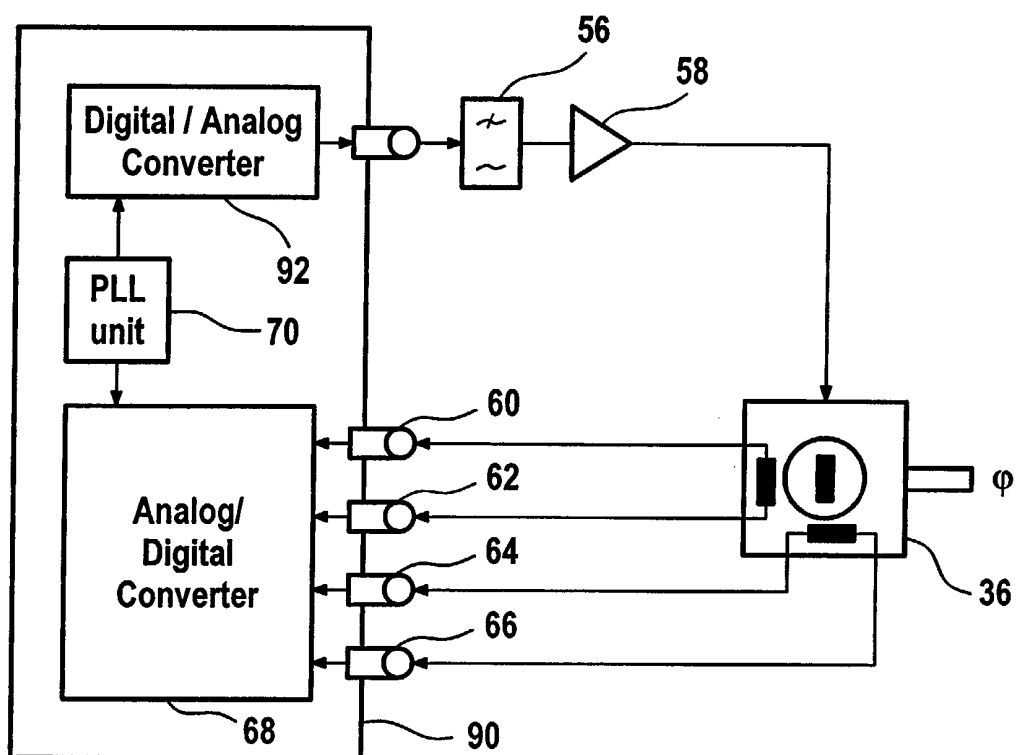 56
58
Digital / Analog
Converter
92
PLL
unit
70
60
62
Analog/
Digital
Converter
64
φ
36
66
68
90